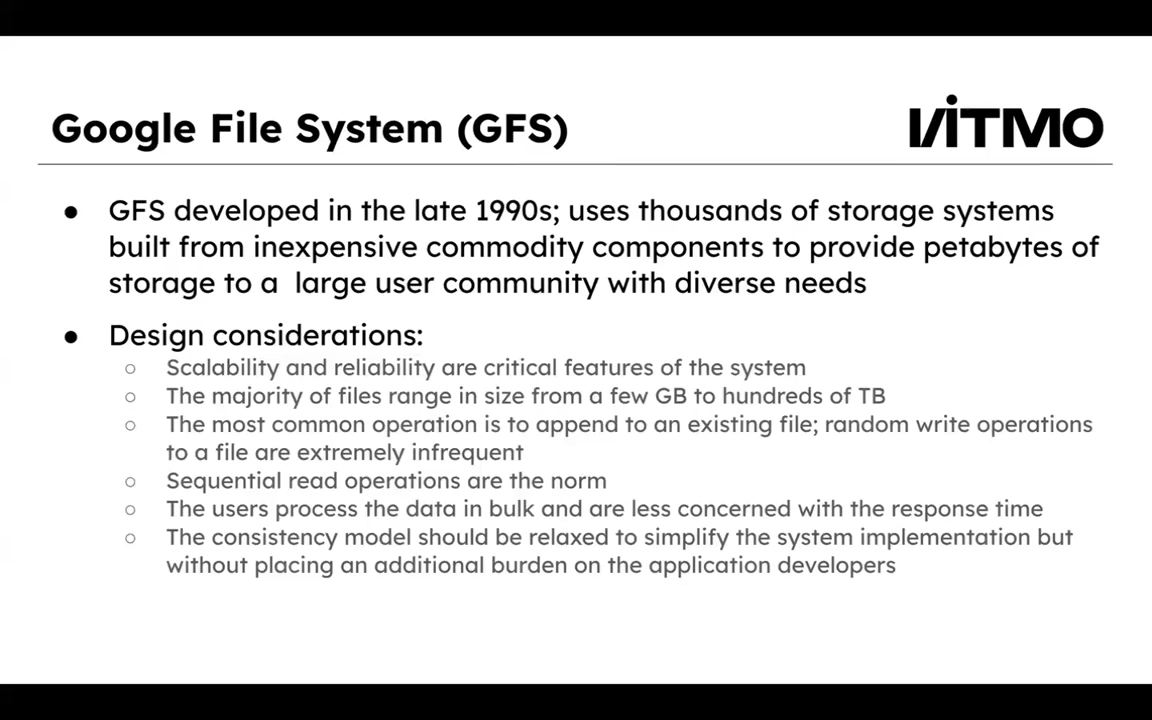 Google File System (GFS)
ITMO
● GFS developed in the late 1990s; uses thousands of storage systems
built from inexpensive commodity components to provide petabytes of
storage to a  large user community with diverse needs
● Design considerations:
○ Scalability and reliability are critical features of the system
○ The majority of files range in size from a few GB to hundreds of TB
○ The most common operation is to append to an existing file; random write operations
to a file are extremely infrequent
○ Sequential read operations are the norm
○ The users process the data in bulk and are less concerned with the response time
○ The consistency model should be relaxed to simplify the system implementation but
without placing an additional burden on the application developers